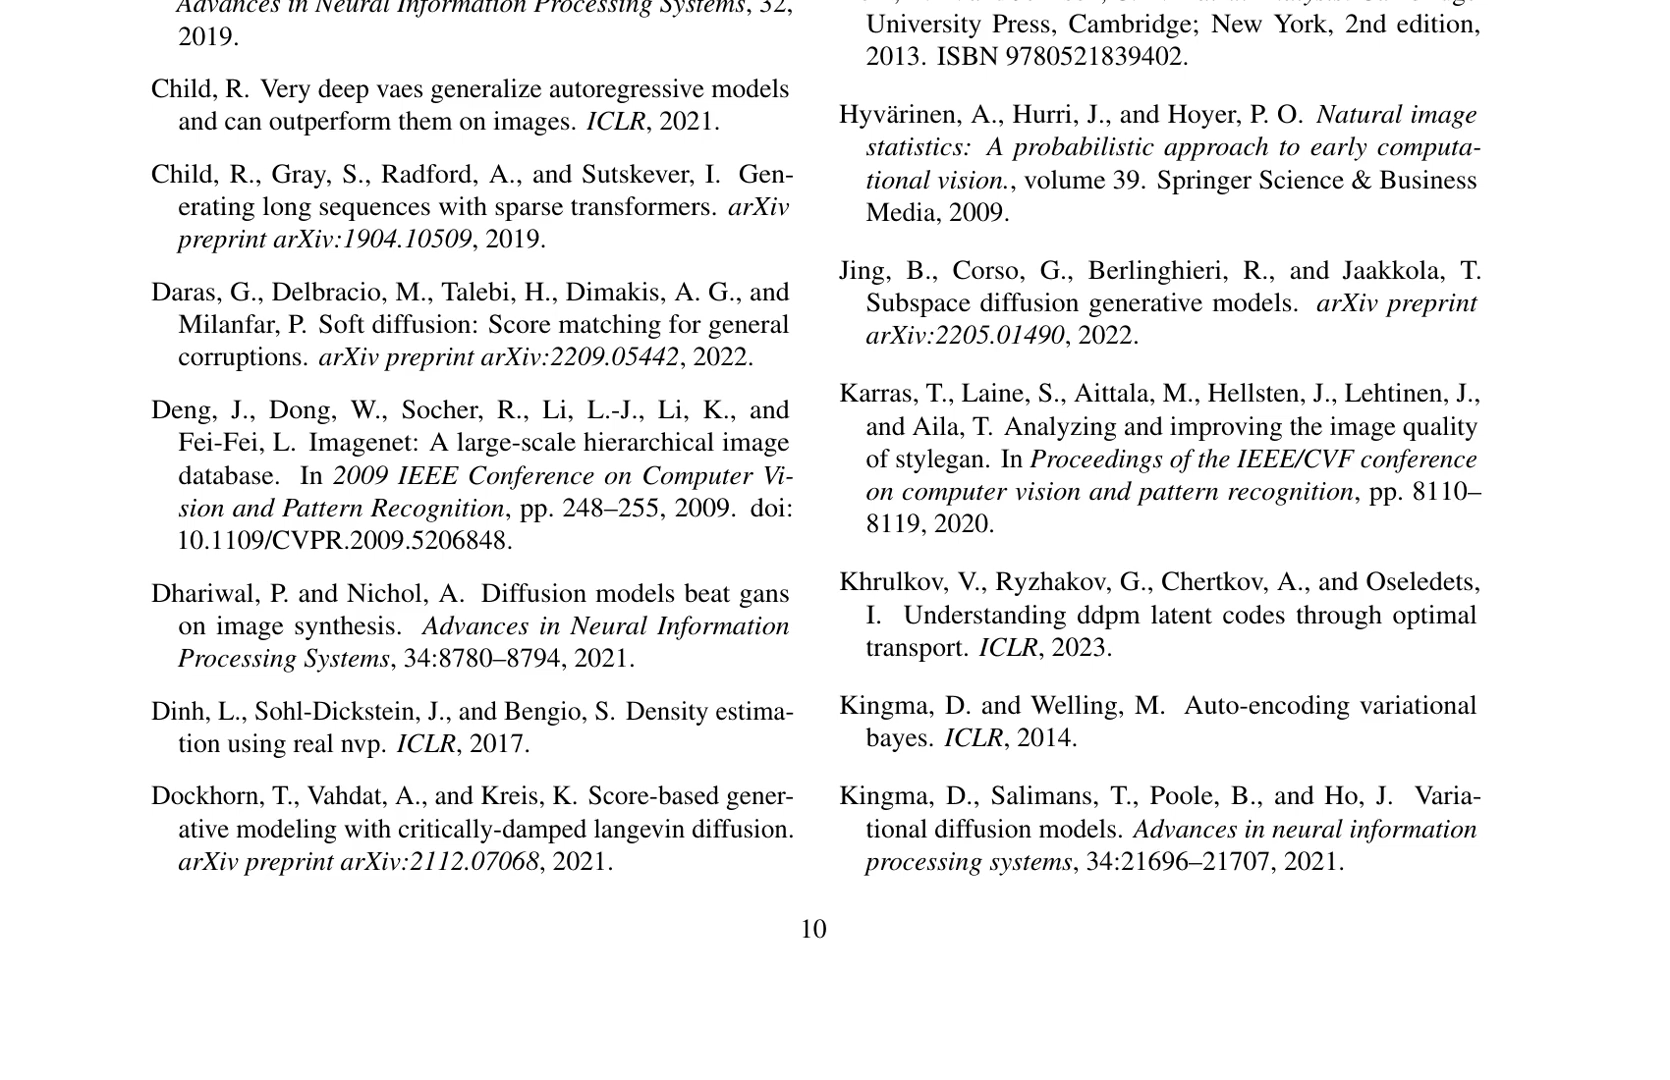 Advances in Neural Information Processing Systems, 32,
2019.
Child, R. Very deep vaes generalize autoregressive models
and can outperform them on images. ICLR, 2021.
Child, R., Gray, S., Radford, A., and Sutskever, I. Gen-
erating long sequences with sparse transformers. arXiv
preprint arXiv:1904.10509, 2019.
Daras, G., Delbracio, M., Talebi, H., Dimakis, A. G., and
Milanfar, P. Soft diffusion: Score matching for general
corruptions. arXiv preprint arXiv:2209.05442, 2022.
Deng, J., Dong, W., Socher, R., Li, L.-J., Li, K., and
Fei-Fei, L. Imagenet: A large-scale hierarchical image
database. In 2009 IEEE Conference on Computer Vi-
sion and Pattern Recognition, pp. 248–255, 2009. doi:
10.1109/CVPR.2009.5206848.
Dhariwal, P. and Nichol, A. Diffusion models beat gans
on image synthesis. Advances in Neural Information
Processing Systems, 34:8780–8794, 2021.
Dinh, L., Sohl-Dickstein, J., and Bengio, S. Density estima-
tion using real nvp. ICLR, 2017.
Dockhorn, T., Vahdat, A., and Kreis, K. Score-based gener-
ative modeling with critically-damped langevin diffusion.
arXiv preprint arXiv:2112.07068, 2021.
University Press, Cambridge; New York, 2nd edition,
2013. ISBN 9780521839402.
Hyvärinen, A., Hurri, J., and Hoyer, P. O. Natural image
statistics: A probabilistic approach to early computa-
tional vision., volume 39. Springer Science & Business
Media, 2009.
Jing, B., Corso, G., Berlinghieri, R., and Jaakkola, T.
Subspace diffusion generative models. arXiv preprint
arXiv:2205.01490, 2022.
Karras, T., Laine, S., Aittala, M., Hellsten, J., Lehtinen, J.,
and Aila, T. Analyzing and improving the image quality
of stylegan. In Proceedings of the IEEE/CVF conference
on computer vision and pattern recognition, pp. 8110–
8119, 2020.
Khrulkov, V., Ryzhakov, G., Chertkov, A., and Oseledets,
I. Understanding ddpm latent codes through optimal
transport. ICLR, 2023.
Kingma, D. and Welling, M. Auto-encoding variational
bayes. ICLR, 2014.
Kingma, D., Salimans, T., Poole, B., and Ho, J. Varia-
tional diffusion models. Advances in neural information
processing systems, 34:21696–21707, 2021.
10